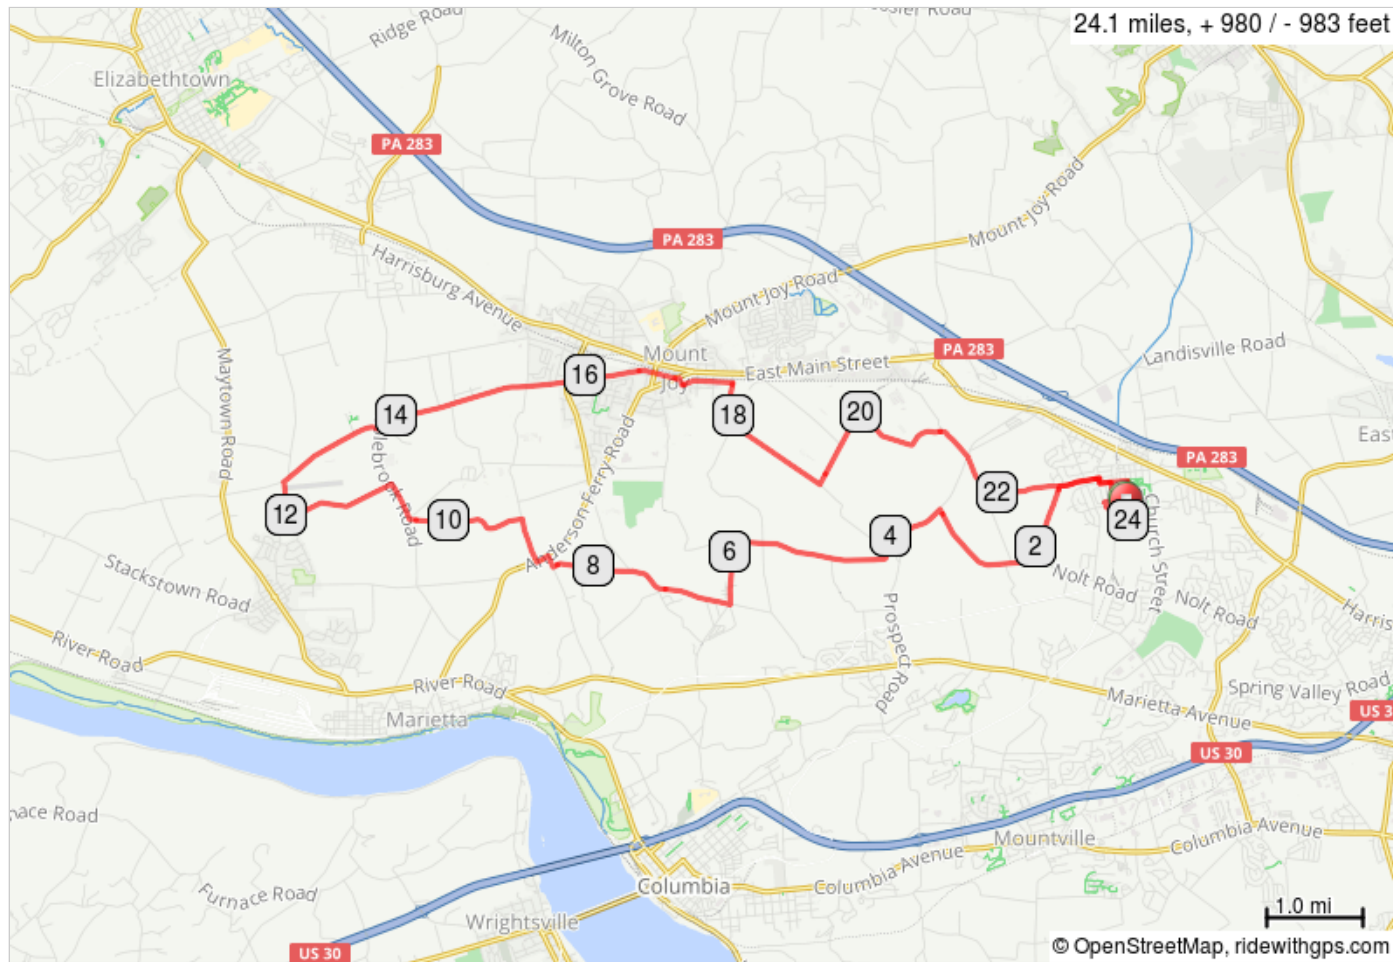 24.1 miles, + 980 / - 983 feet
Ridge Road
Milton Grove Road
Elizabethtown
PA 283
Mount Joy Road
PA 283
Harrisburg Avenue
Mount Joy Road
Landisville Road
PA 283
Mount
Joy
East Main Street
Maytown Road
16
14
18
20
PA 283
Anderson Ferry Road
22
12
10
24
Church Street
4
2
6
8
Nolt Road
Nolt Road
Stackstown Road
Prospect Road
River Road
River Road
Marietta
Marietta Avenue
Spring Valley Road
US 30
Mountville
Columbia Avenue
Columbia Avenue
Furnace Road
Columbia
Wrightsville
US 30
1.0 mi
© OpenStreetMap, ridewithgps.com